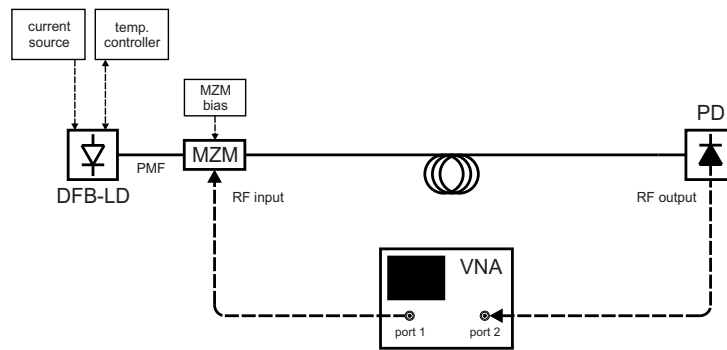 current
source
temp.
controller
MZM
bias
PD
MZM
PMF
DFB-LD
RF input
RF output
VNA
port 1
port 2